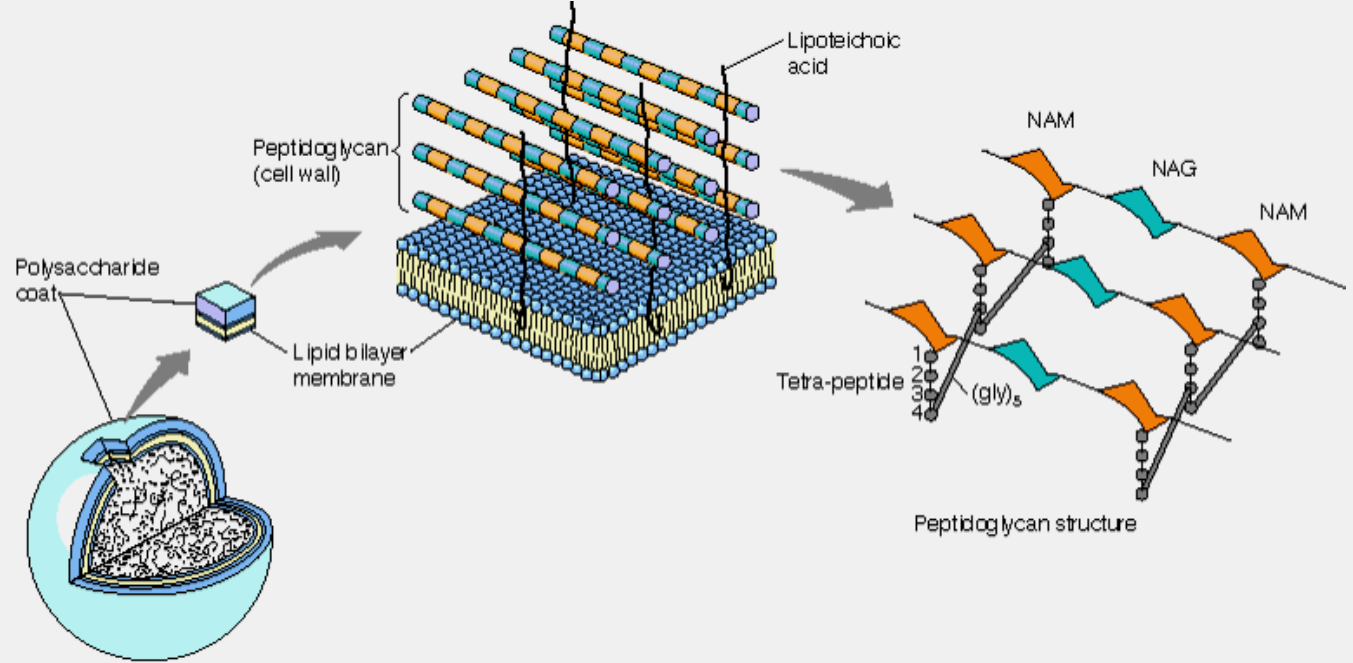 Lipoteichoic
acid
Peptidoglycan
(cell wall)
NAM
NAG
NAM
Polysaccharide
coat
Lipid bilayer
membrane
1
Tetra-peptide 2
3
4
(gly)5
Peptidoglycan structure